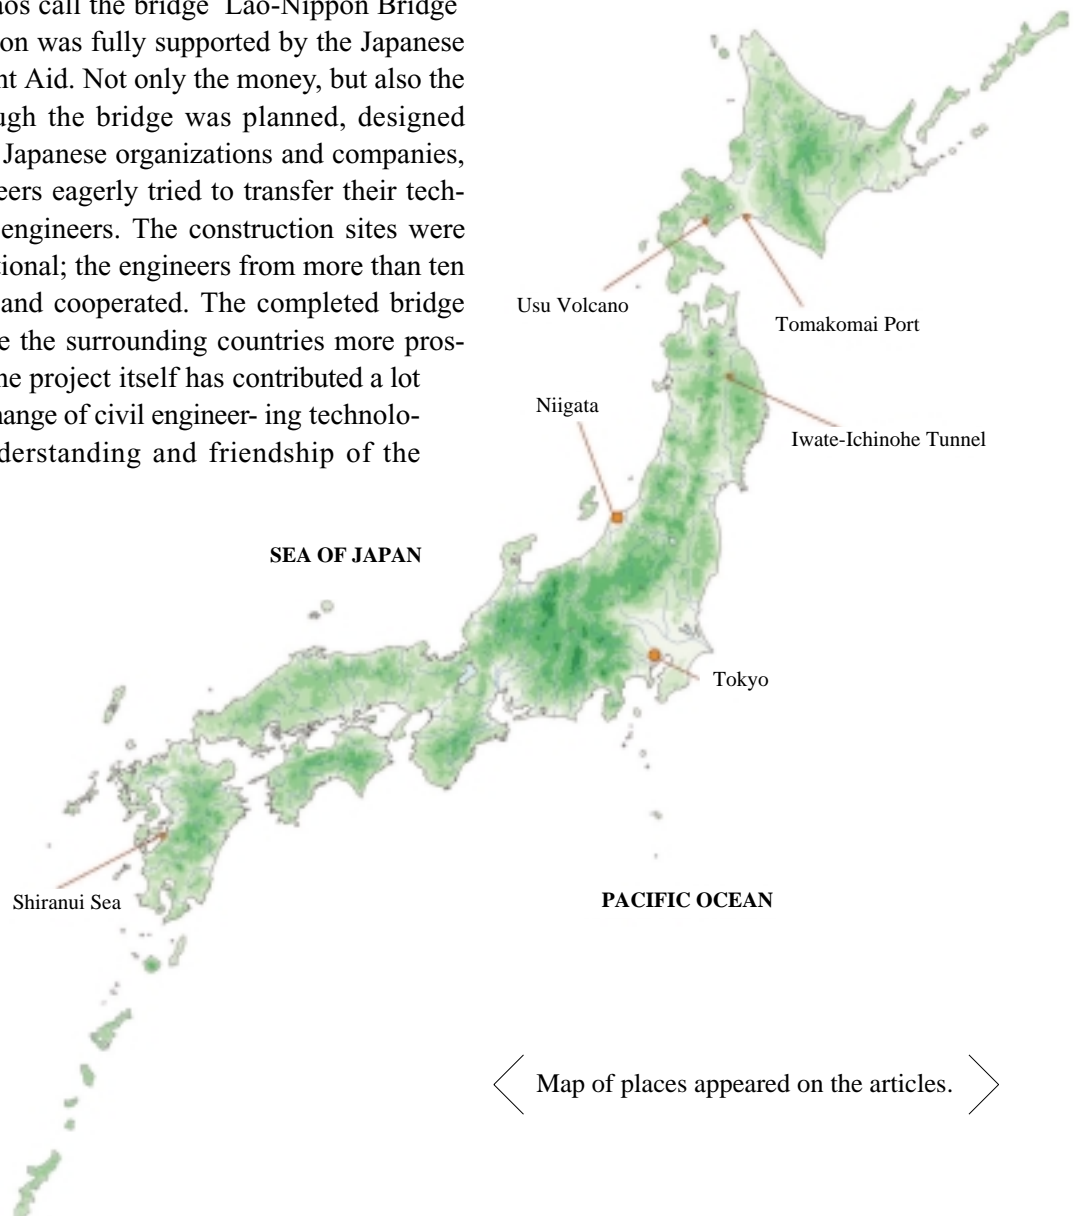 os call the bridge Lao-Nippon Bridge
on was fully supported by the Japanese
nt Aid. Not only the money, but also the
ugh the bridge was planned, designed
Japanese organizations and companies,
eers eagerly tried to transfer their tech-
engineers. The construction sites were
tional; the engineers from more than ten
and cooperated. The completed bridge
e the surrounding countries more pros-
he project itself has contributed a lot
hange of civil engineer- ing technolo-
derstanding and friendship of the
Usu Volcano
Tomakomai Port
Niigata
Iwate-Ichinohe Tunnel
SEA OF JAPAN
Tokyo
Shiranui Sea
PACIFIC OCEAN
Map of places appeared on the articles.